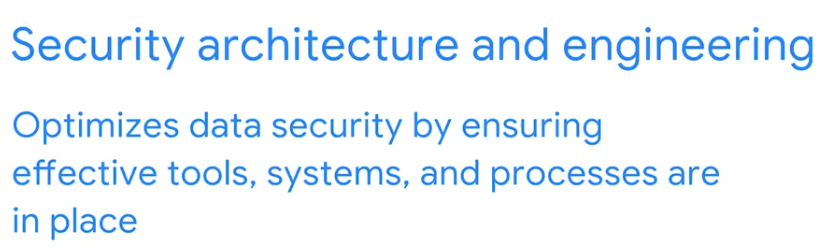 Security architecture and engineering
Optimizes data security by ensuring
effective tools, systems, and processes are
in place